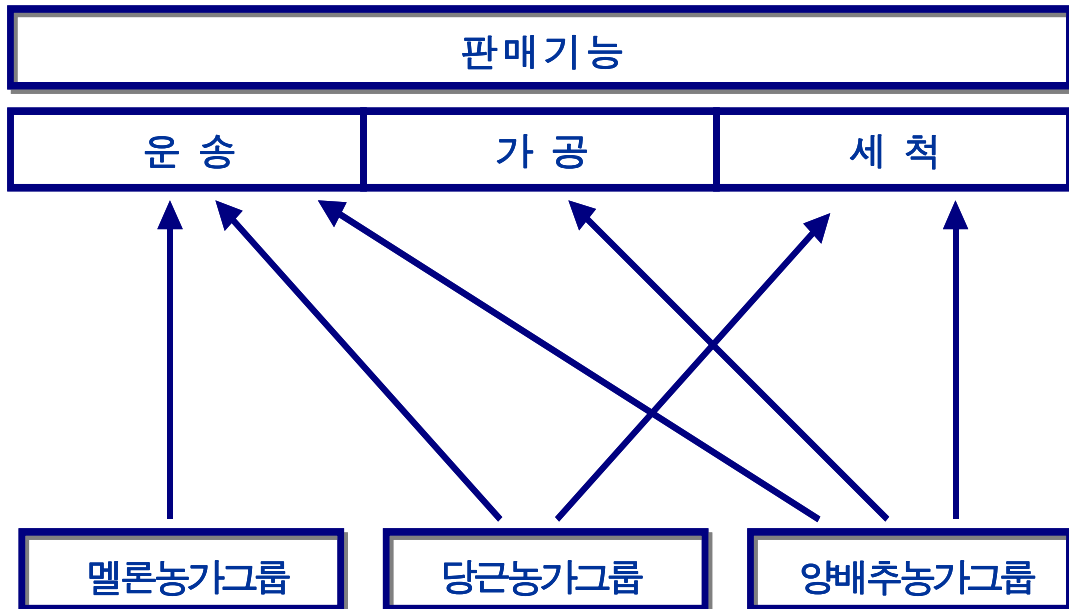 판매기능
운 송
가 공
세 척
멜론농가그룹
당근농가그룹
양배추농가그룹